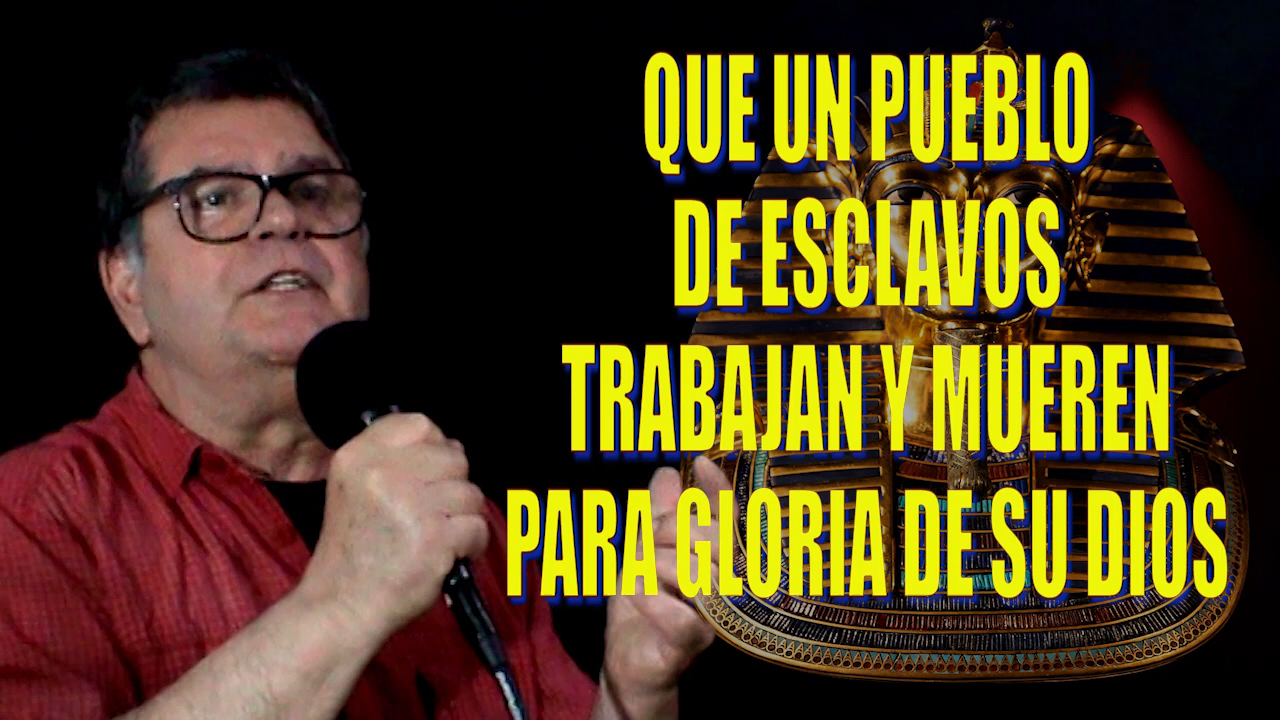 QUE UN PUEBLO
DE ESCLAVOS
TRABAJAN Y MUEREN
PARA GLORIA DE SU DIOS